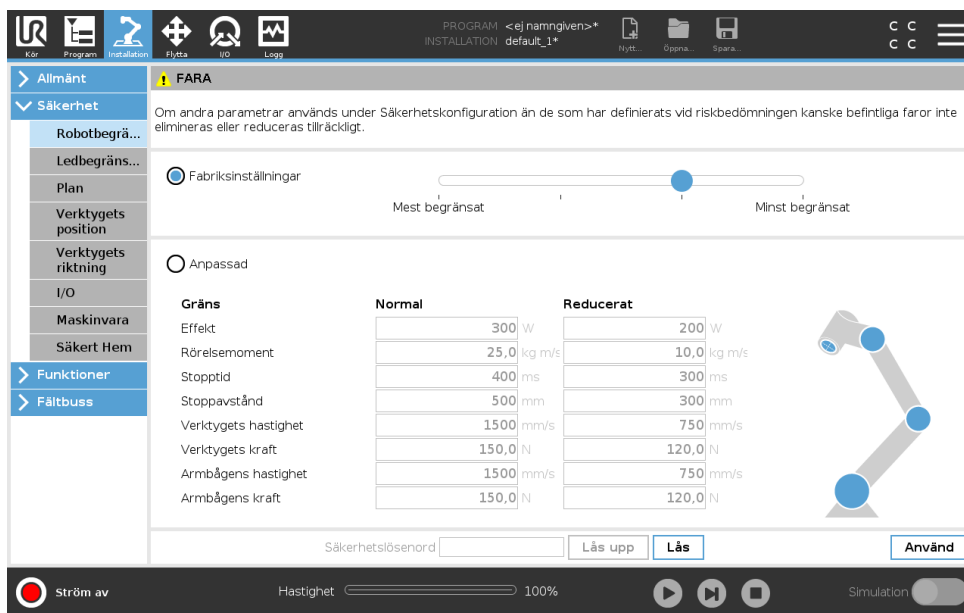 UR
PROGRAM <ej namngiven>*
INSTALLATION default_1*
Kör Program Installation Flytta I/O Logg Nytt... Öppna... Spara...
C C
C C
Allmänt
Säkerhet
Robotbegrä...
Ledbegräns...
Plan
Verktygets
position
Verktygets
riktning
I/O
Maskinvara
Säkert Hem
Funktioner
Fältbuss
FARA
Om andra parametrar används under Säkerhetskonfiguration än de som har definierats vid riskbedömningen kanske befintliga faror inte
elimineras eller reduceras tillräckligt.
Fabriksinställningar
Mest begränsat Minst begränsat
Anpassad
Gräns Normal Reducerat
Effekt 300 W 200 W
Rörelsemoment 25,0 kg m/s 10,0 kg m/s
Stopptid 400 ms 300 ms
Stoppavstånd 500 mm 300 mm
Verktygets hastighet 1500 mm/s 750 mm/s
Verktygets kraft 150,0 N 120,0 N
Armbågens hastighet 1500 mm/s 750 mm/s
Armbågens kraft 150,0 N 120,0 N
Säkerhetslösenord Lås upp Lås Använd
Ström av Hastighet 100% Simulation